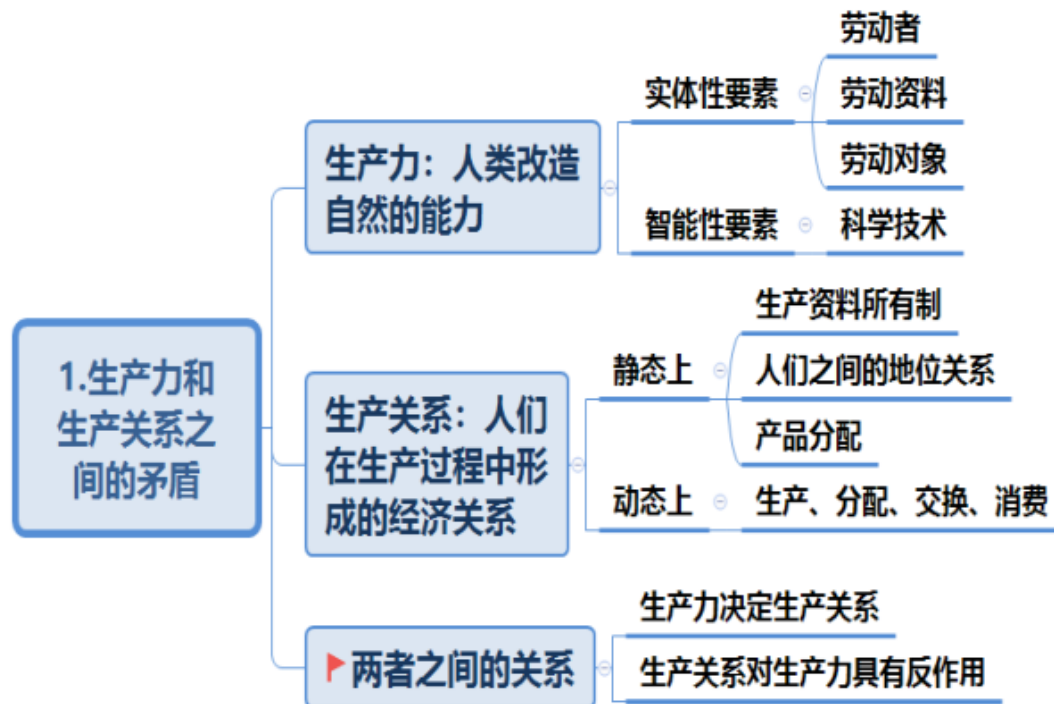 1.生产力和
生产关系之
间的矛盾
生产力：人类改造
自然的能力
实体性要素
劳动者
劳动资料
劳动对象
智能性要素
科学技术
生产关系：人们
在生产过程中形
成的经济关系
静态上
生产资料所有制
人们之间的地位关系
产品分配
动态上
生产、分配、交换、消费
两者之间的关系
生产力决定生产关系
生产关系对生产力具有反作用